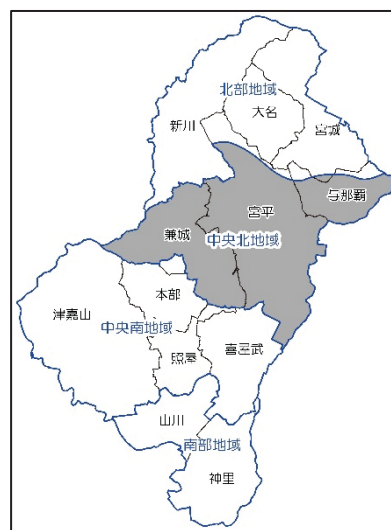 北部地域
大名
新川
宮城
与那覇
宮平
兼城
中央北地域
本部
津嘉山
中央南地域
照屋
喜屋武
山川
南部地域
神里